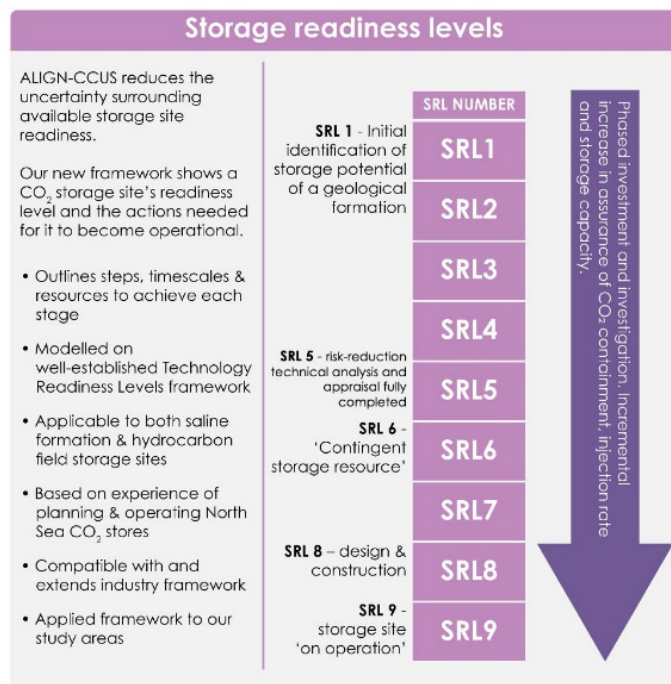 Storage readiness levels
ALIGN-CCUS reduces the
uncertainty surrounding
available storage site
readiness.
Our new framework shows a
CO₂ storage site's readiness
level and the actions needed
for it to become operational.
• Outlines steps, timescales &
resources to achieve each
stage
• Modelled on
well-established Technology
Readiness Levels framework
• Applicable to both saline
formation & hydrocarbon
field storage sites
• Based on experience of
planning & operating North
Sea CO₂ stores
• Compatible with and
extends industry framework
• Applied framework to our
study areas
SRL NUMBER
SRL 1 - Initial
identification of
storage potential
of a geological
formation
SRL1
SRL2
SRL3
SRL4
SRL 5 - risk-reduction
technical analysis and
appraisal fully
completed
SRL5
SRL 6 -
'Contingent
storage resource'
SRL6
SRL7
SRL 8 – design &
construction
SRL8
SRL 9 -
storage site
'on operation'
SRL9
Phased investment and investigation. Incremental
increase in assurance of CO₂ containment, injection rate
and storage capacity.